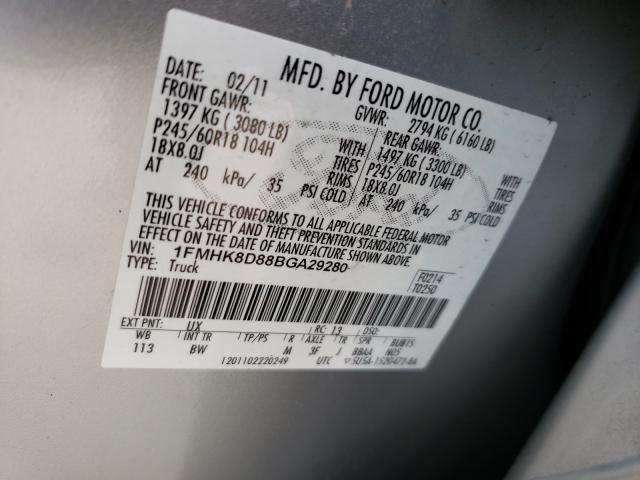 MFD. BY FORD MOTOR CO.
DATE: 02/11 GVWR: 2794 KG ( 6160 LB)
FRONT GAWR: REAR GAWR:
1397 KG ( 3080 LB) WITH 1497 KG ( 3300 LB) WITH
P245/60R18 104H TIRES P245/60R18 104H TIRES
18X8.0J RIMS 18X8.0J RIMS
AT 240 kPa/ 35 PSI COLD AT 240 kPa/ 35 PSI COLD
THIS VEHICLE CONFORMS TO ALL APPLICABLE FEDERAL MOTOR
VEHICLE SAFETY AND THEFT PREVENTION STANDARDS IN
EFFECT ON THE DATE OF MANUFACTURE SHOWN ABOVE.
VIN: 1FMHK8D88BGA29280
TYPE: Truck
F0214
T0250
EXT PNT: UX RC: 13 DSO:
WB INT TR TP/PS R AXLE TR SPR BUB15
113 BW M 3F J BBAA N05
1201102220249 UTC